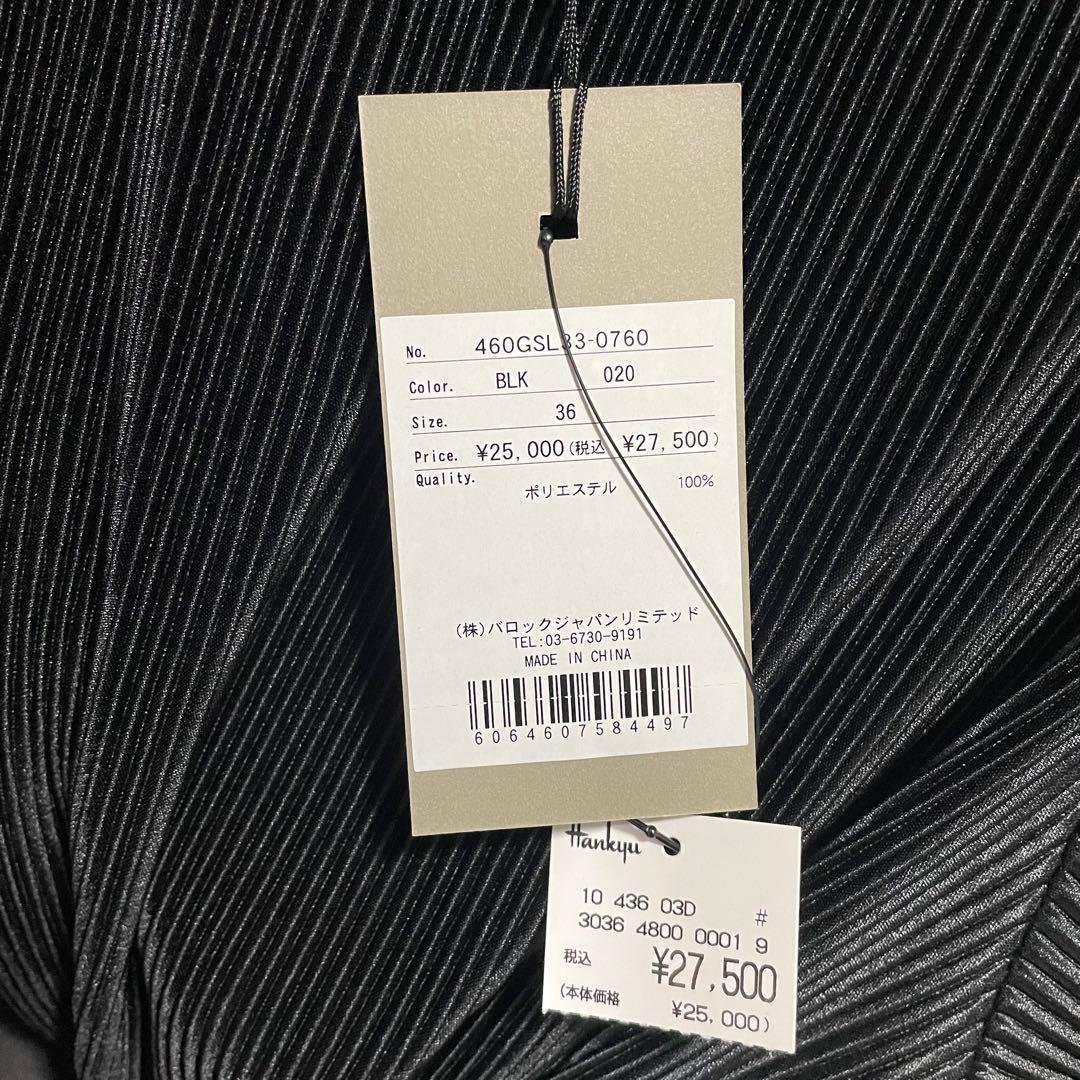 No. 460GSL33-0760
Color. BLK 020
Size. 36
Price. ¥25,000(税込 ¥27,500)
Quality.
ポリエステル 100%
(株)バロックジャパンリミテッド
TEL:03-6730-9191
MADE IN CHINA
6064607584497
Hankyu
10 436 03D #
3036 4800 0001 9
税込 ¥27,500
(本体価格 ¥25,000)